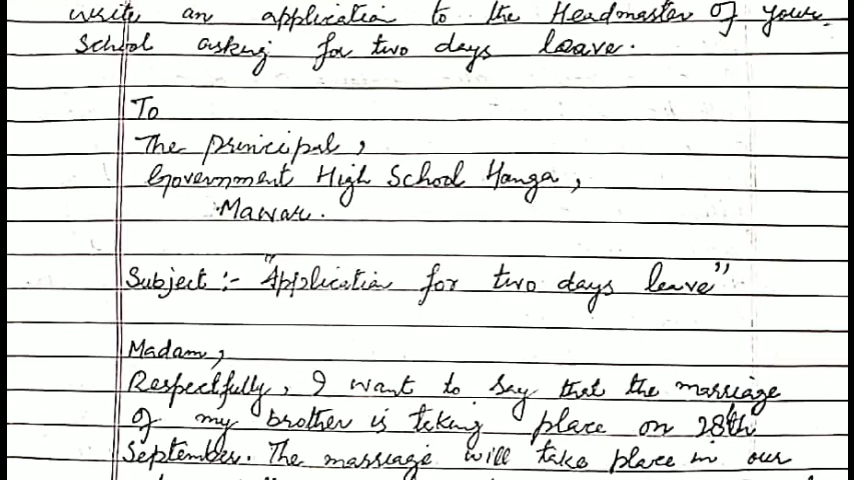 write an application to the Headmaster of your
School asking for two days leave.
To
The principal,
Government High School Hanga,
Mawar.
Subject :- "Application for two days leave"
Madam,
Respectfully, I want to say that the marriage
of my brother is taking place on 28th
September. The marriage will take place in our